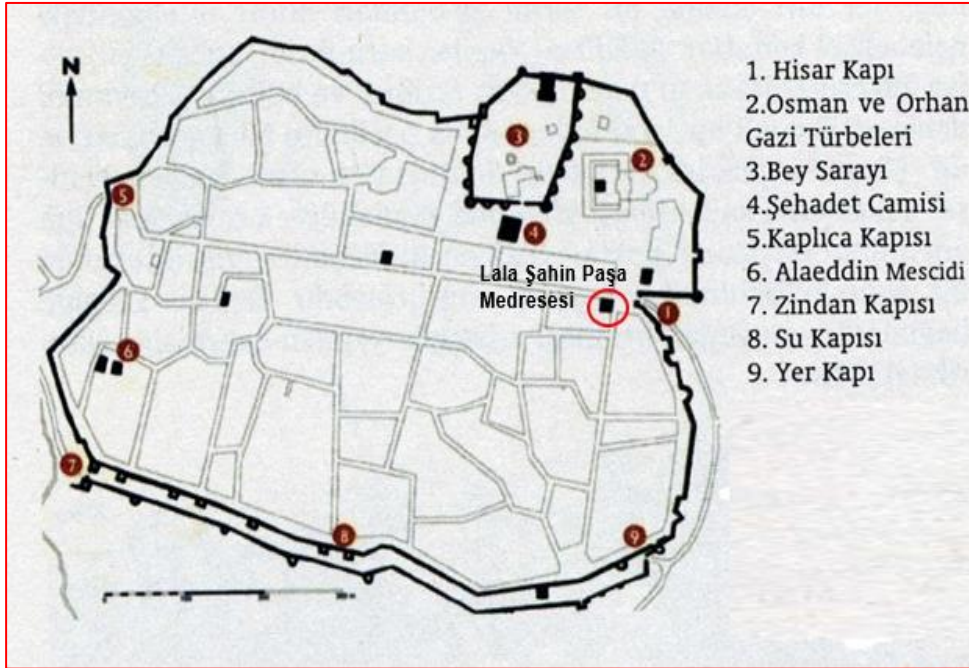 N
1. Hisar Kapı
2.Osman ve Orhan
Gazi Türbeleri
3.Bey Sarayı
4.Şehadet Camisi
5.Kaplıca Kapısı
6. Alaeddin Mescidi
7. Zindan Kapısı
8. Su Kapısı
9. Yer Kapı
3
2
5
4
Lala Şahin Paşa
Medresesi
1
6
7
8
9